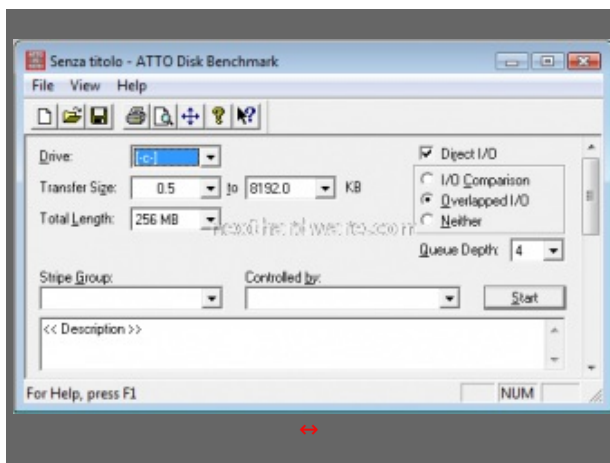 Senza titolo - ATTO Disk Benchmark
File View Help
Drive: [-c-] Direct I/O
Transfer Size: 0.5 to 8192.0 KB I/O Comparison
Overlapped I/O
Total Length: 256 MB Neither
Queue Depth: 4
Stripe Group: Controlled by: Start
<< Description >>
For Help, press F1 NUM